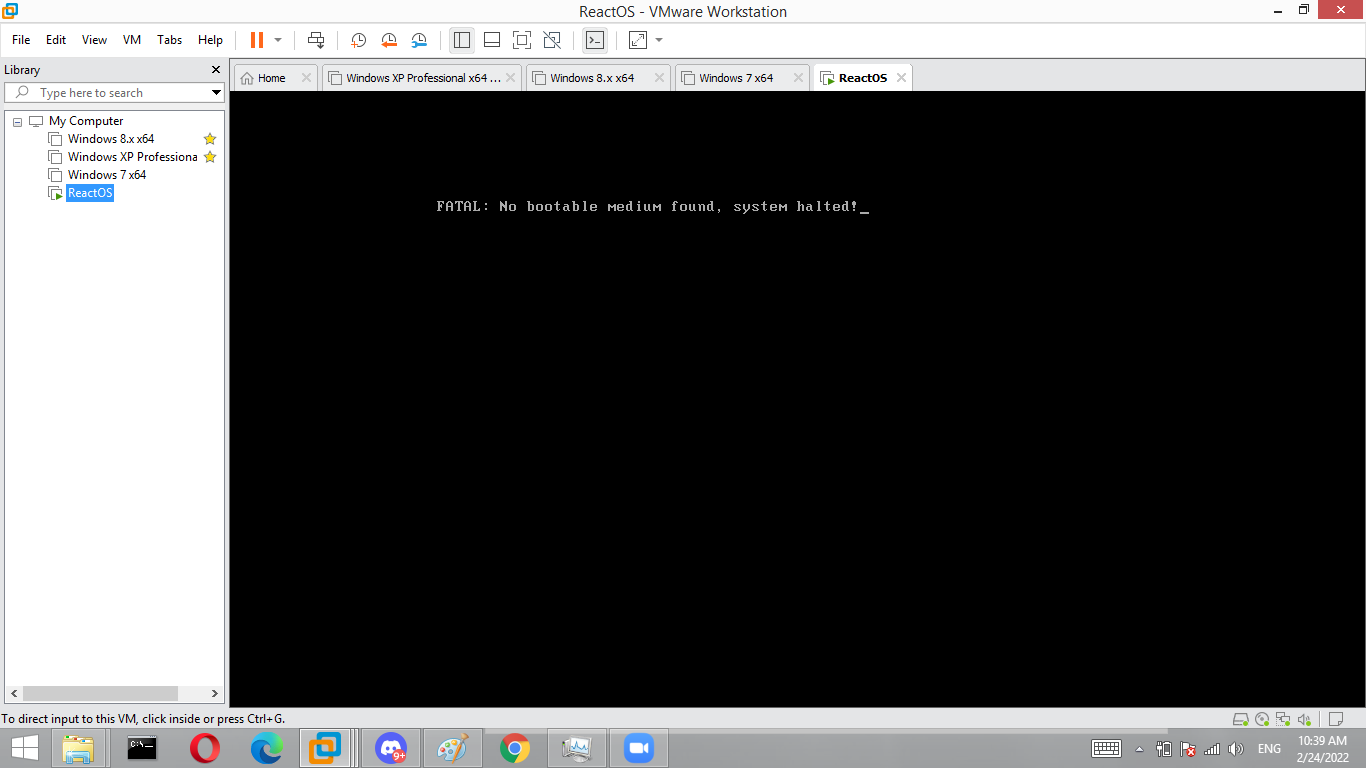 ReactOS - VMware Workstation
File Edit View VM Tabs Help
Library
Type here to search
My Computer
Windows 8.x x64
Windows XP Professiona
Windows 7 x64
ReactOS
Home
Windows XP Professional x64 ...
Windows 8.x x64
Windows 7 x64
ReactOS
FATAL: No bootable medium found, system halted!_
To direct input to this VM, click inside or press Ctrl+G.
C:\_
9+
ENG
10:39 AM
2/24/2022